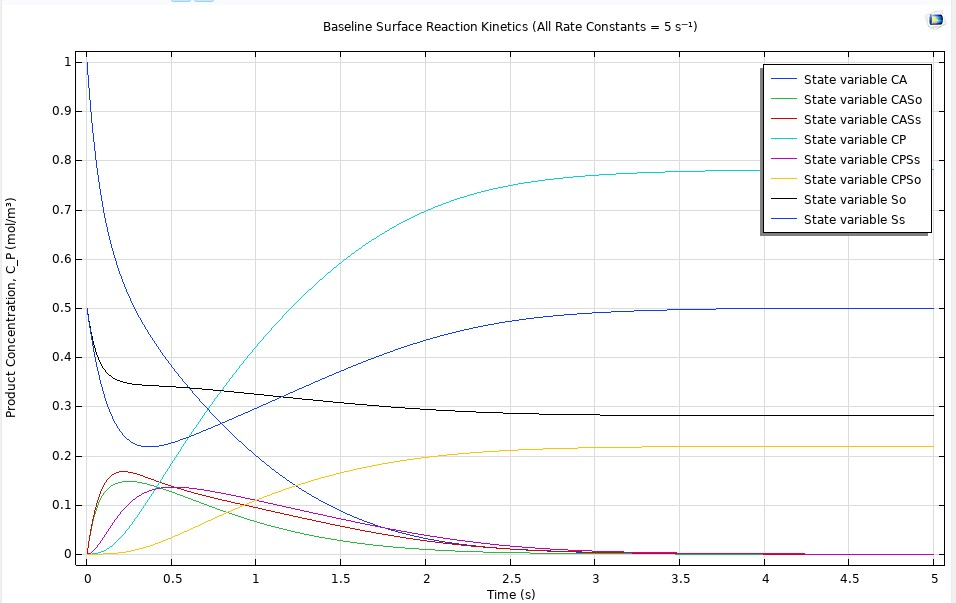 Baseline Surface Reaction Kinetics (All Rate Constants = 5 s⁻¹)
State variable CA
State variable CASo
State variable CASs
State variable CP
State variable CPSs
State variable CPSo
State variable So
State variable Ss
Product Concentration, C_P (mol/m³)
1
0.9
0.8
0.7
0.6
0.5
0.4
0.3
0.2
0.1
0
0 0.5 1 1.5 2 2.5 3 3.5 4 4.5 5
Time (s)